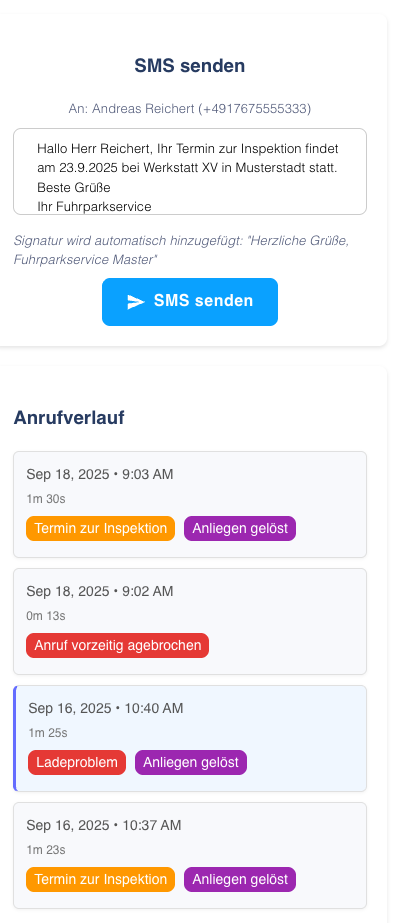 SMS senden
An: Andreas Reichert (+4917675555333)
Hallo Herr Reichert, Ihr Termin zur Inspektion findet
am 23.9.2025 bei Werkstatt XV in Musterstadt statt.
Beste Grüße
Ihr Fuhrparkservice
Signatur wird automatisch hinzugefügt: "Herzliche Grüße,
Fuhrparkservice Master"
SMS senden
Anrufverlauf
Sep 18, 2025 • 9:03 AM
1m 30s
Termin zur Inspektion Anliegen gelöst
Sep 18, 2025 • 9:02 AM
0m 13s
Anruf vorzeitig agebrochen
Sep 16, 2025 • 10:40 AM
1m 25s
Ladeproblem Anliegen gelöst
Sep 16, 2025 • 10:37 AM
1m 23s
Termin zur Inspektion Anliegen gelöst